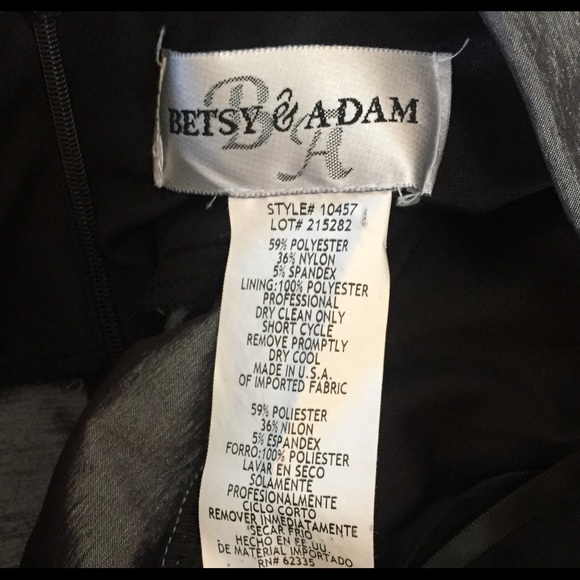 BETSY & ADAM
B
A
STYLE# 10457
LOT# 215282
59% POLYESTER
36% NYLON
5% SPANDEX
LINING:100% POLYESTER
PROFESSIONAL
DRY CLEAN ONLY
SHORT CYCLE
REMOVE PROMPTLY
DRY COOL
MADE IN U.S.A.
OF IMPORTED FABRIC
59% POLIESTER
36% NILON
5% ESPANDEX
FORRO:100% POLIESTER
LAVAR EN SECO
SOLAMENTE
PROFESIONALMENTE
CICLO CORTO
REMOVER INMEDIATAMENTE
SECAR FRIO
HECHO EN EE.UU.
DE MATERIAL IMPORTADO
RN# 62335